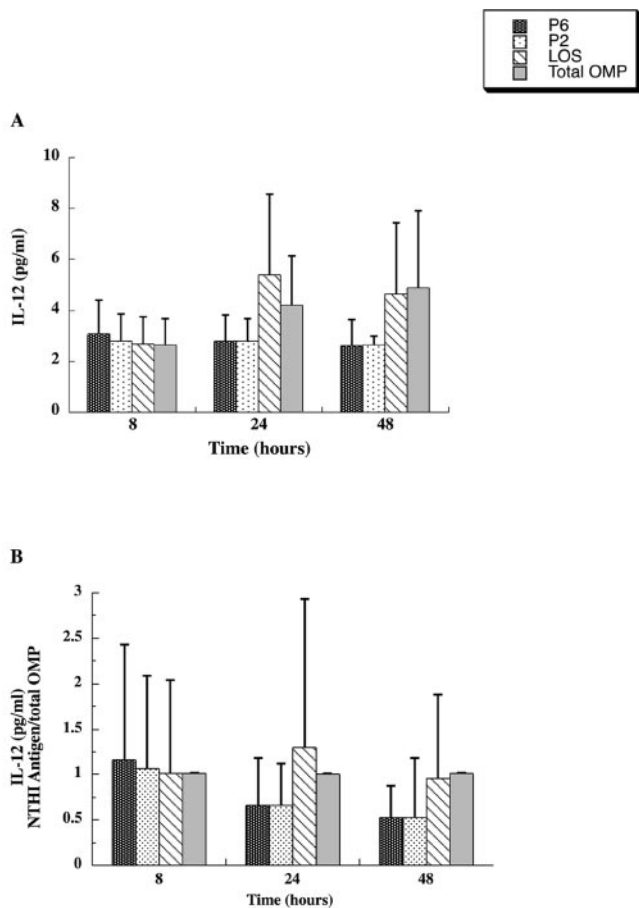 P6
P2
LOS
Total OMP
A
10
8
6
4
2
0
IL-12 (pg/ml)
8 24 48
Time (hours)
B
3
2.5
2
1.5
1
0.5
0
IL-12 (pg/ml)
NTHI Antigen/total OMP
8 24 48
Time (hours)